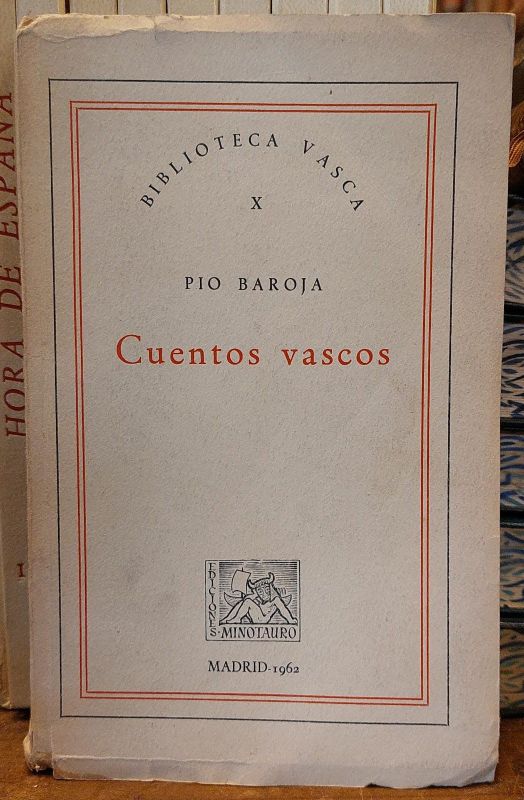 BIBLIOTECA VASCA
X
PIO BAROJA
Cuentos vascos
EDICIONES
MINOTAURO
MADRID-1962
HORA DE ESPAÑA